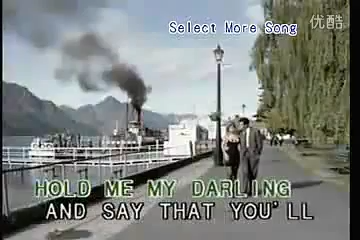 Select More Song
优酷
HOLD ME MY DARLING
AND SAY THAT YOU'LL